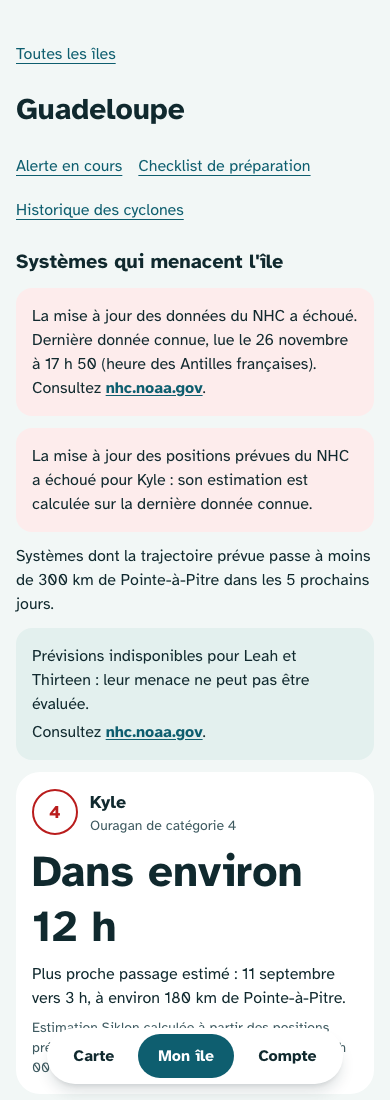 Toutes les îles
Guadeloupe
Alerte en cours Checklist de préparation
Historique des cyclones
Systèmes qui menacent l'île
La mise à jour des données du NHC a échoué.
Dernière donnée connue, lue le 26 novembre
à 17 h 50 (heure des Antilles françaises).
Consultez nhc.noaa.gov.
La mise à jour des positions prévues du NHC
a échoué pour Kyle : son estimation est
calculée sur la dernière donnée connue.
Systèmes dont la trajectoire prévue passe à moins
de 300 km de Pointe-à-Pitre dans les 5 prochains
jours.
Prévisions indisponibles pour Leah et
Thirteen : leur menace ne peut pas être
évaluée.
Consultez nhc.noaa.gov.
4 Kyle
Ouragan de catégorie 4
Dans environ
12 h
Plus proche passage estimé : 11 septembre
vers 3 h, à environ 180 km de Pointe-à-Pitre.
Estimation Siklon calculée à partir des positions
Carte Mon île Compte